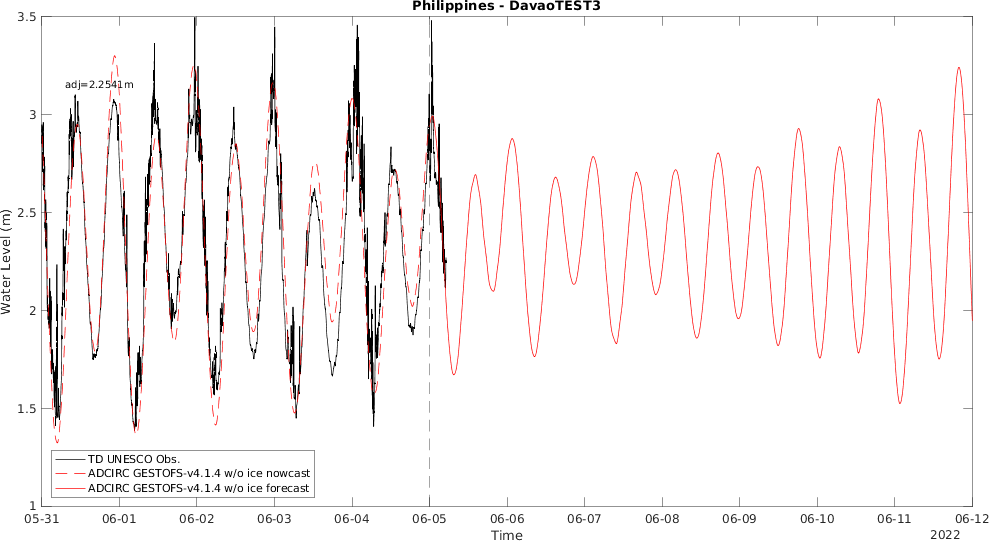 Philippines - DavaoTEST3
3.5
adj=2.2541m
3
2.5
Water Level (m)
2
1.5
TD UNESCO Obs.
ADCIRC GESTOFS-v4.1.4 w/o ice nowcast
ADCIRC GESTOFS-v4.1.4 w/o ice forecast
1
05-31 06-01 06-02 06-03 06-04 06-05 06-06 06-07 06-08 06-09 06-10 06-11 06-12
Time
2022